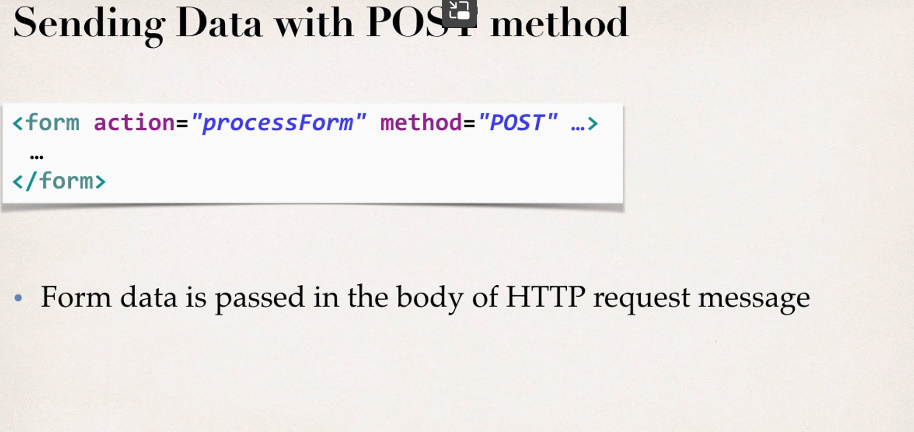 Sending Data with POST method
<form action="processForm" method="POST" …>
…
</form>
• Form data is passed in the body of HTTP request message